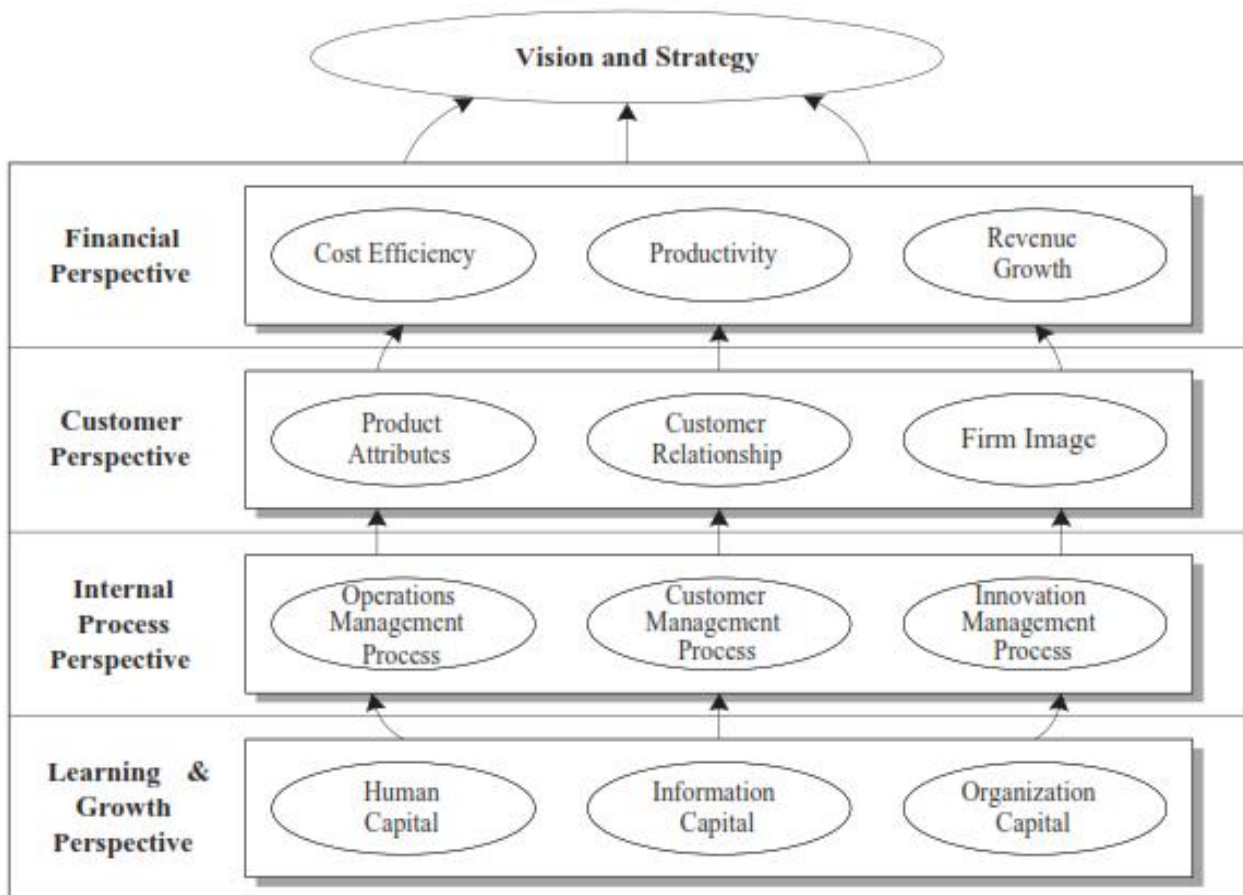 Vision and Strategy
Financial
Perspective
Cost Efficiency
Productivity
Revenue
Growth
Customer
Perspective
Product
Attributes
Customer
Relationship
Firm Image
Internal
Process
Perspective
Operations
Management
Process
Customer
Management
Process
Innovation
Management
Process
Learning &
Growth
Perspective
Human
Capital
Information
Capital
Organization
Capital